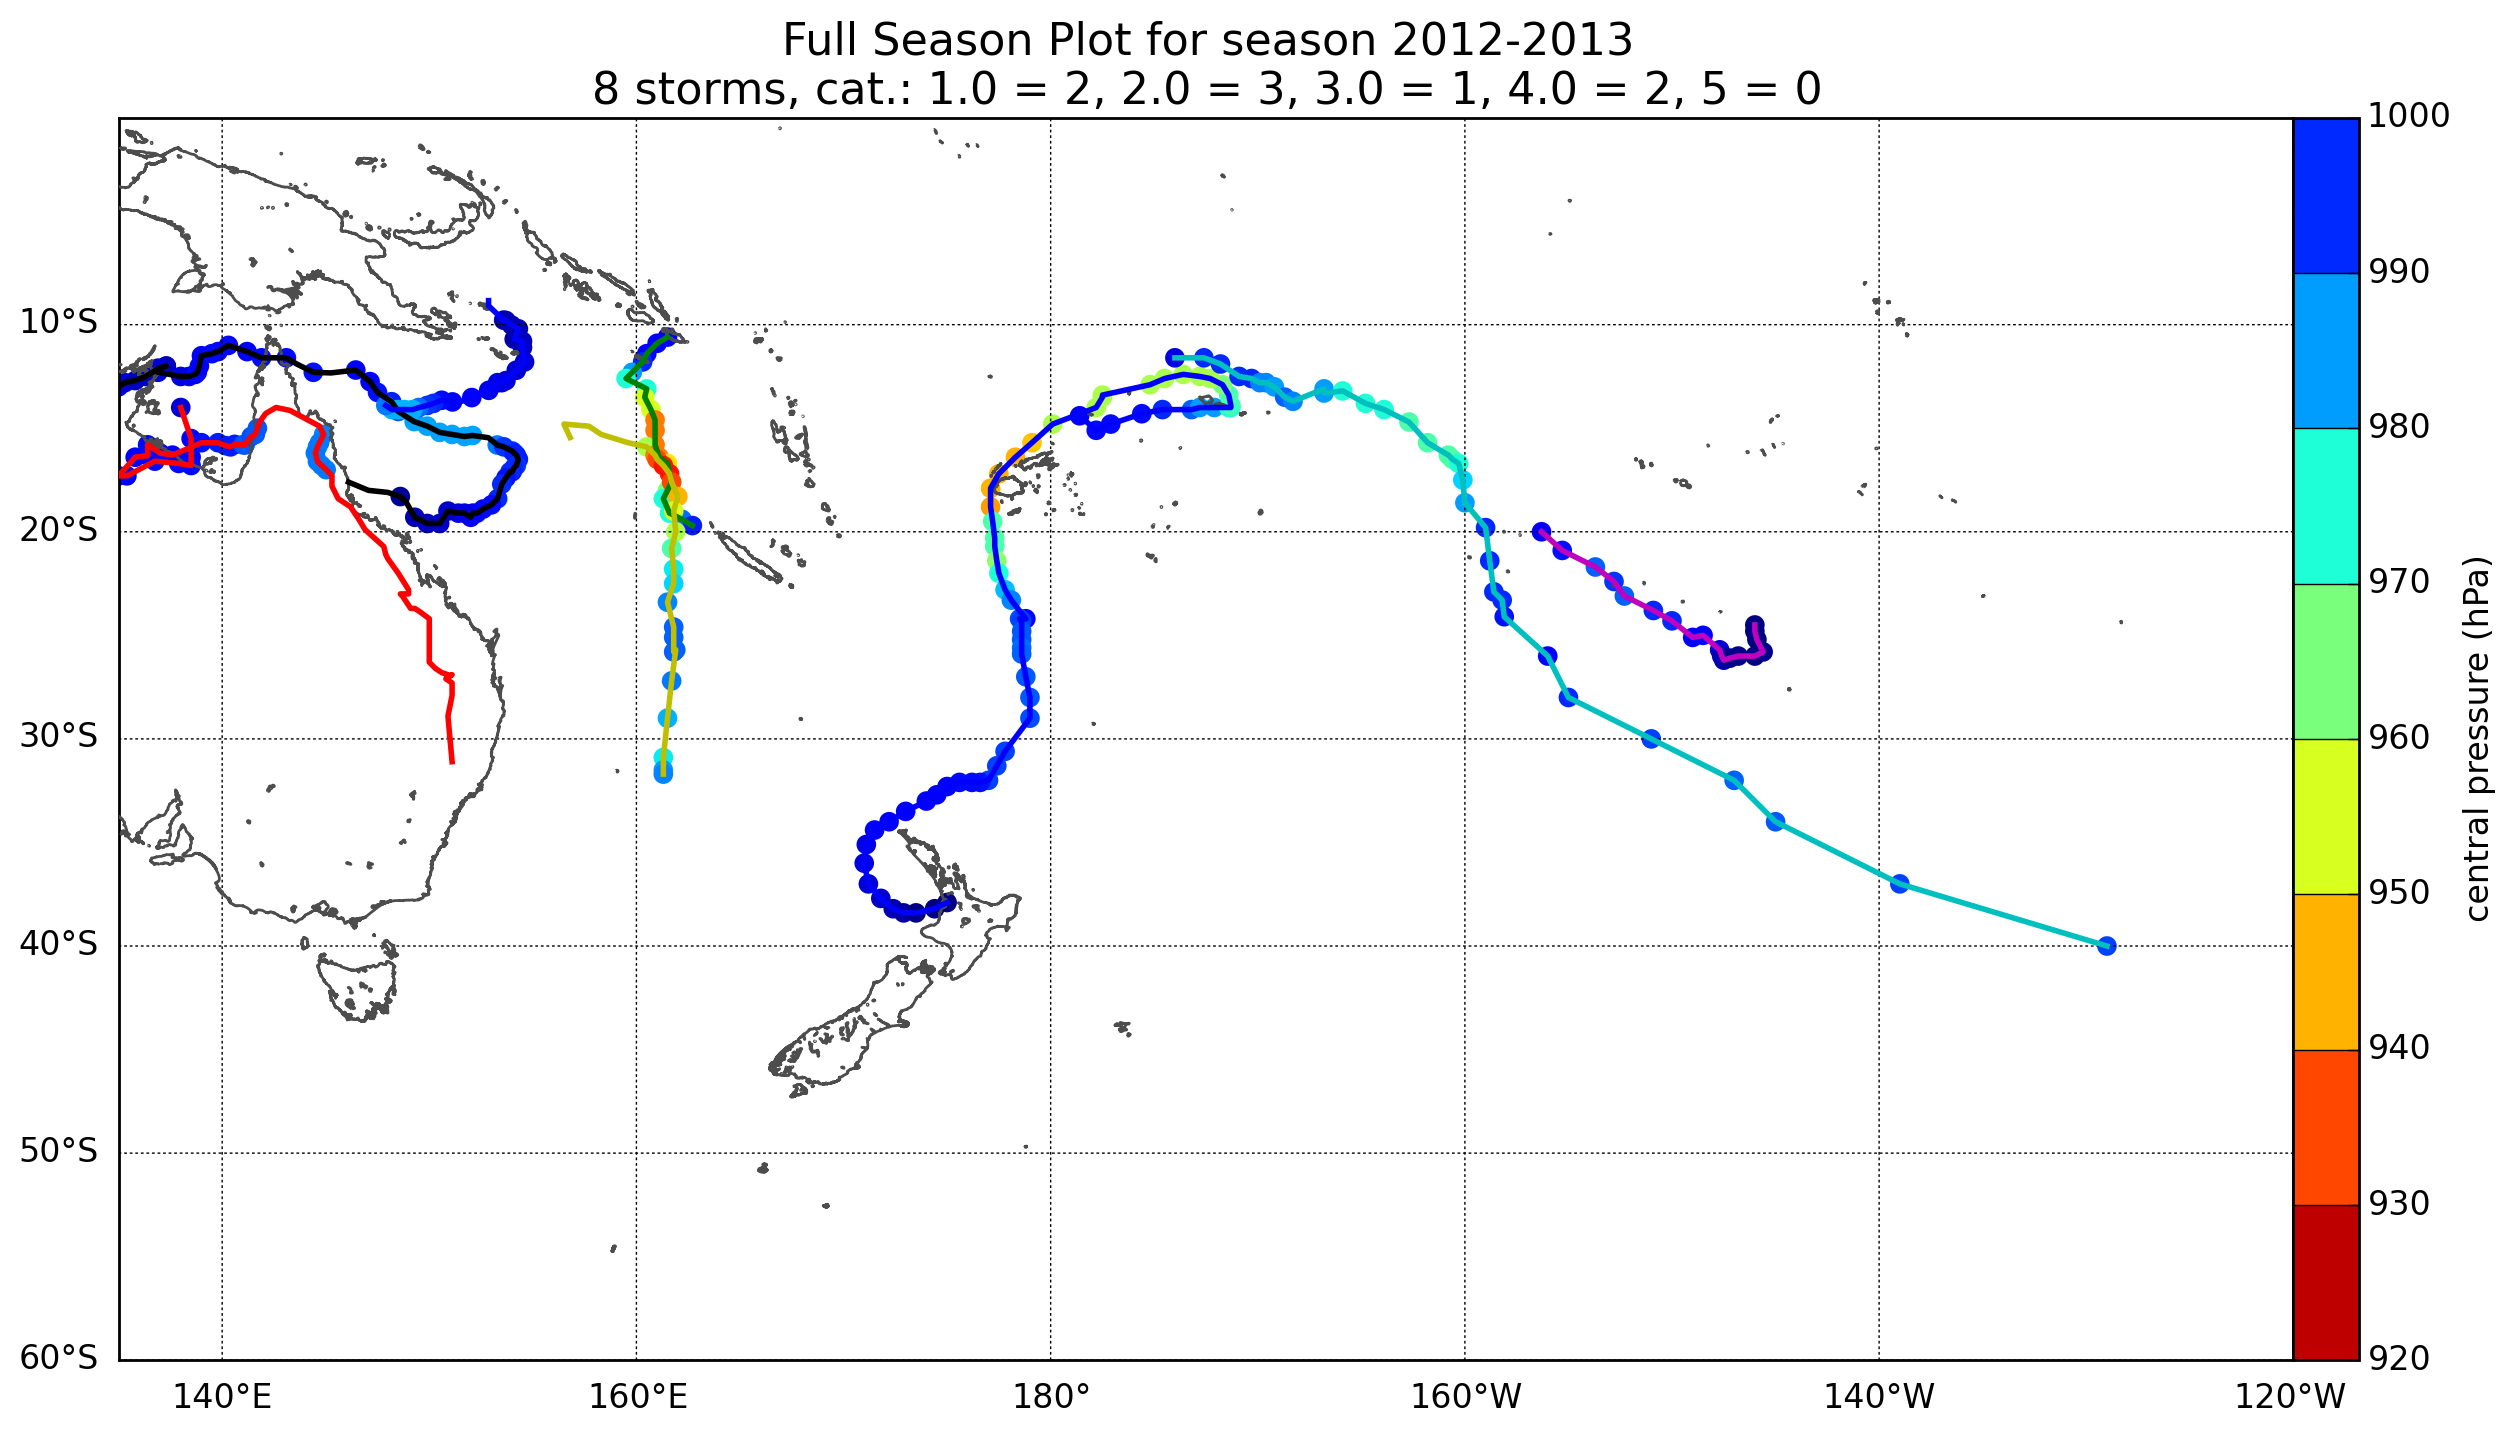 Full Season Plot for season 2012-2013
8 storms, cat.: 1.0 = 2, 2.0 = 3, 3.0 = 1, 4.0 = 2, 5 = 0
10°S
20°S
30°S
40°S
50°S
60°S
140°E
160°E
180°
160°W
140°W
120°W
1000
990
980
970
960
950
940
930
920
central pressure (hPa)